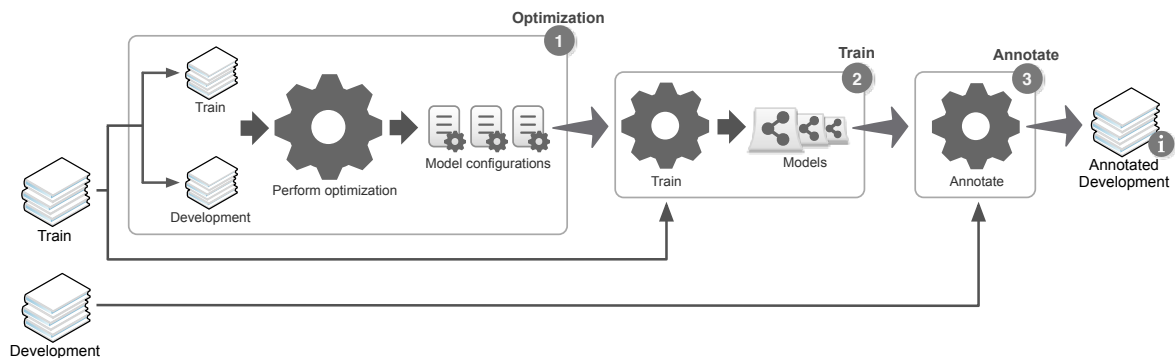 Optimization
1
Train
Development
Perform optimization
Model configurations
Train
2
Train
Models
Annotate
3
Annotate
i
Annotated
Development
Train
Development